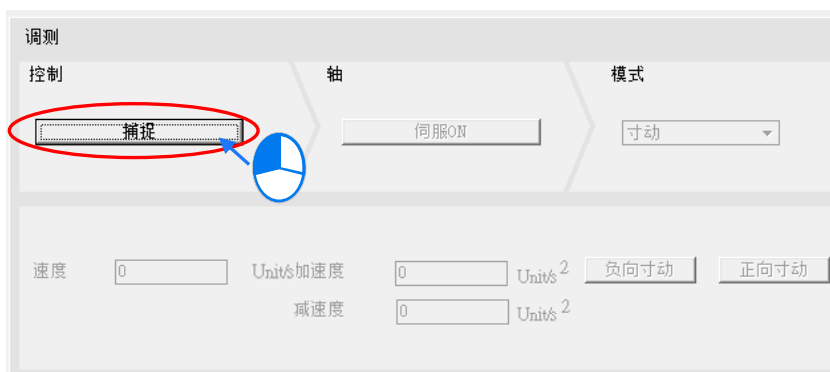 调测
控制 轴 模式
捕捉 伺服ON 寸动
速度 0 Unit/s 加速度 0 Unit/s 2 负向寸动 正向寸动
减速度 0 Unit/s 2